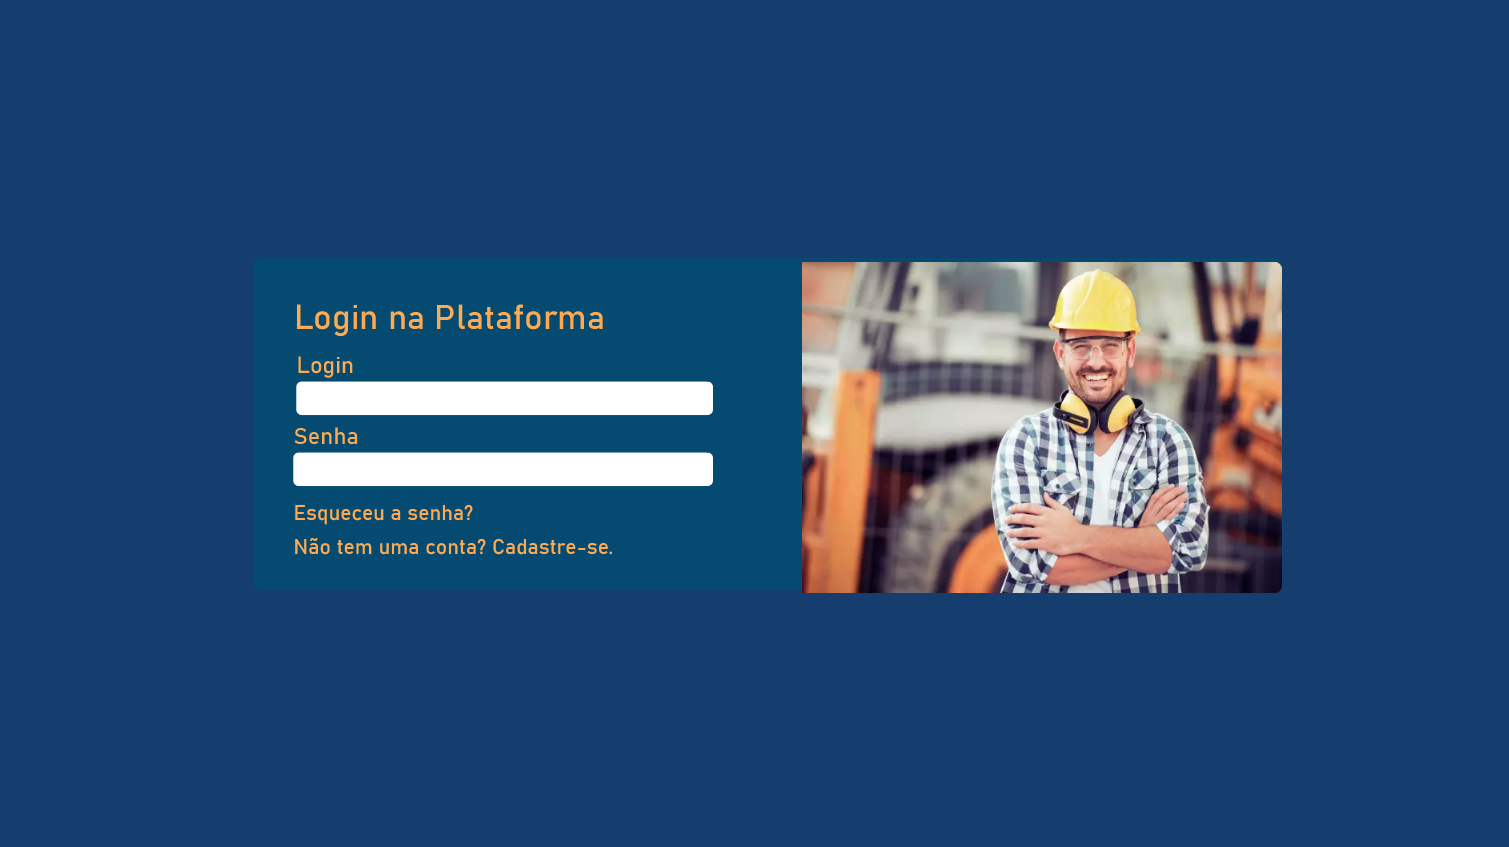 Login na Plataforma
Login
Senha
Esqueceu a senha?
Não tem uma conta? Cadastre-se.